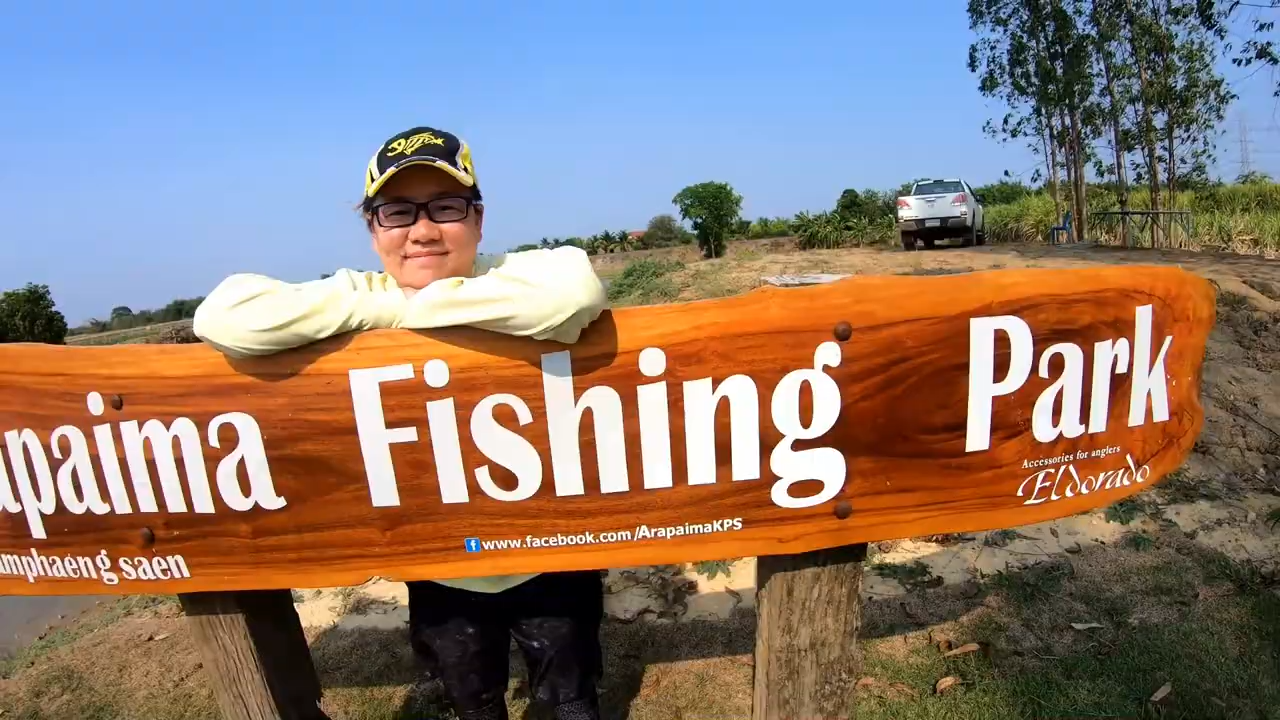 apaima Fishing Park
Accessories for anglers
Eldorado
www.facebook.com/ArapaimaKPS
amphaeng saen